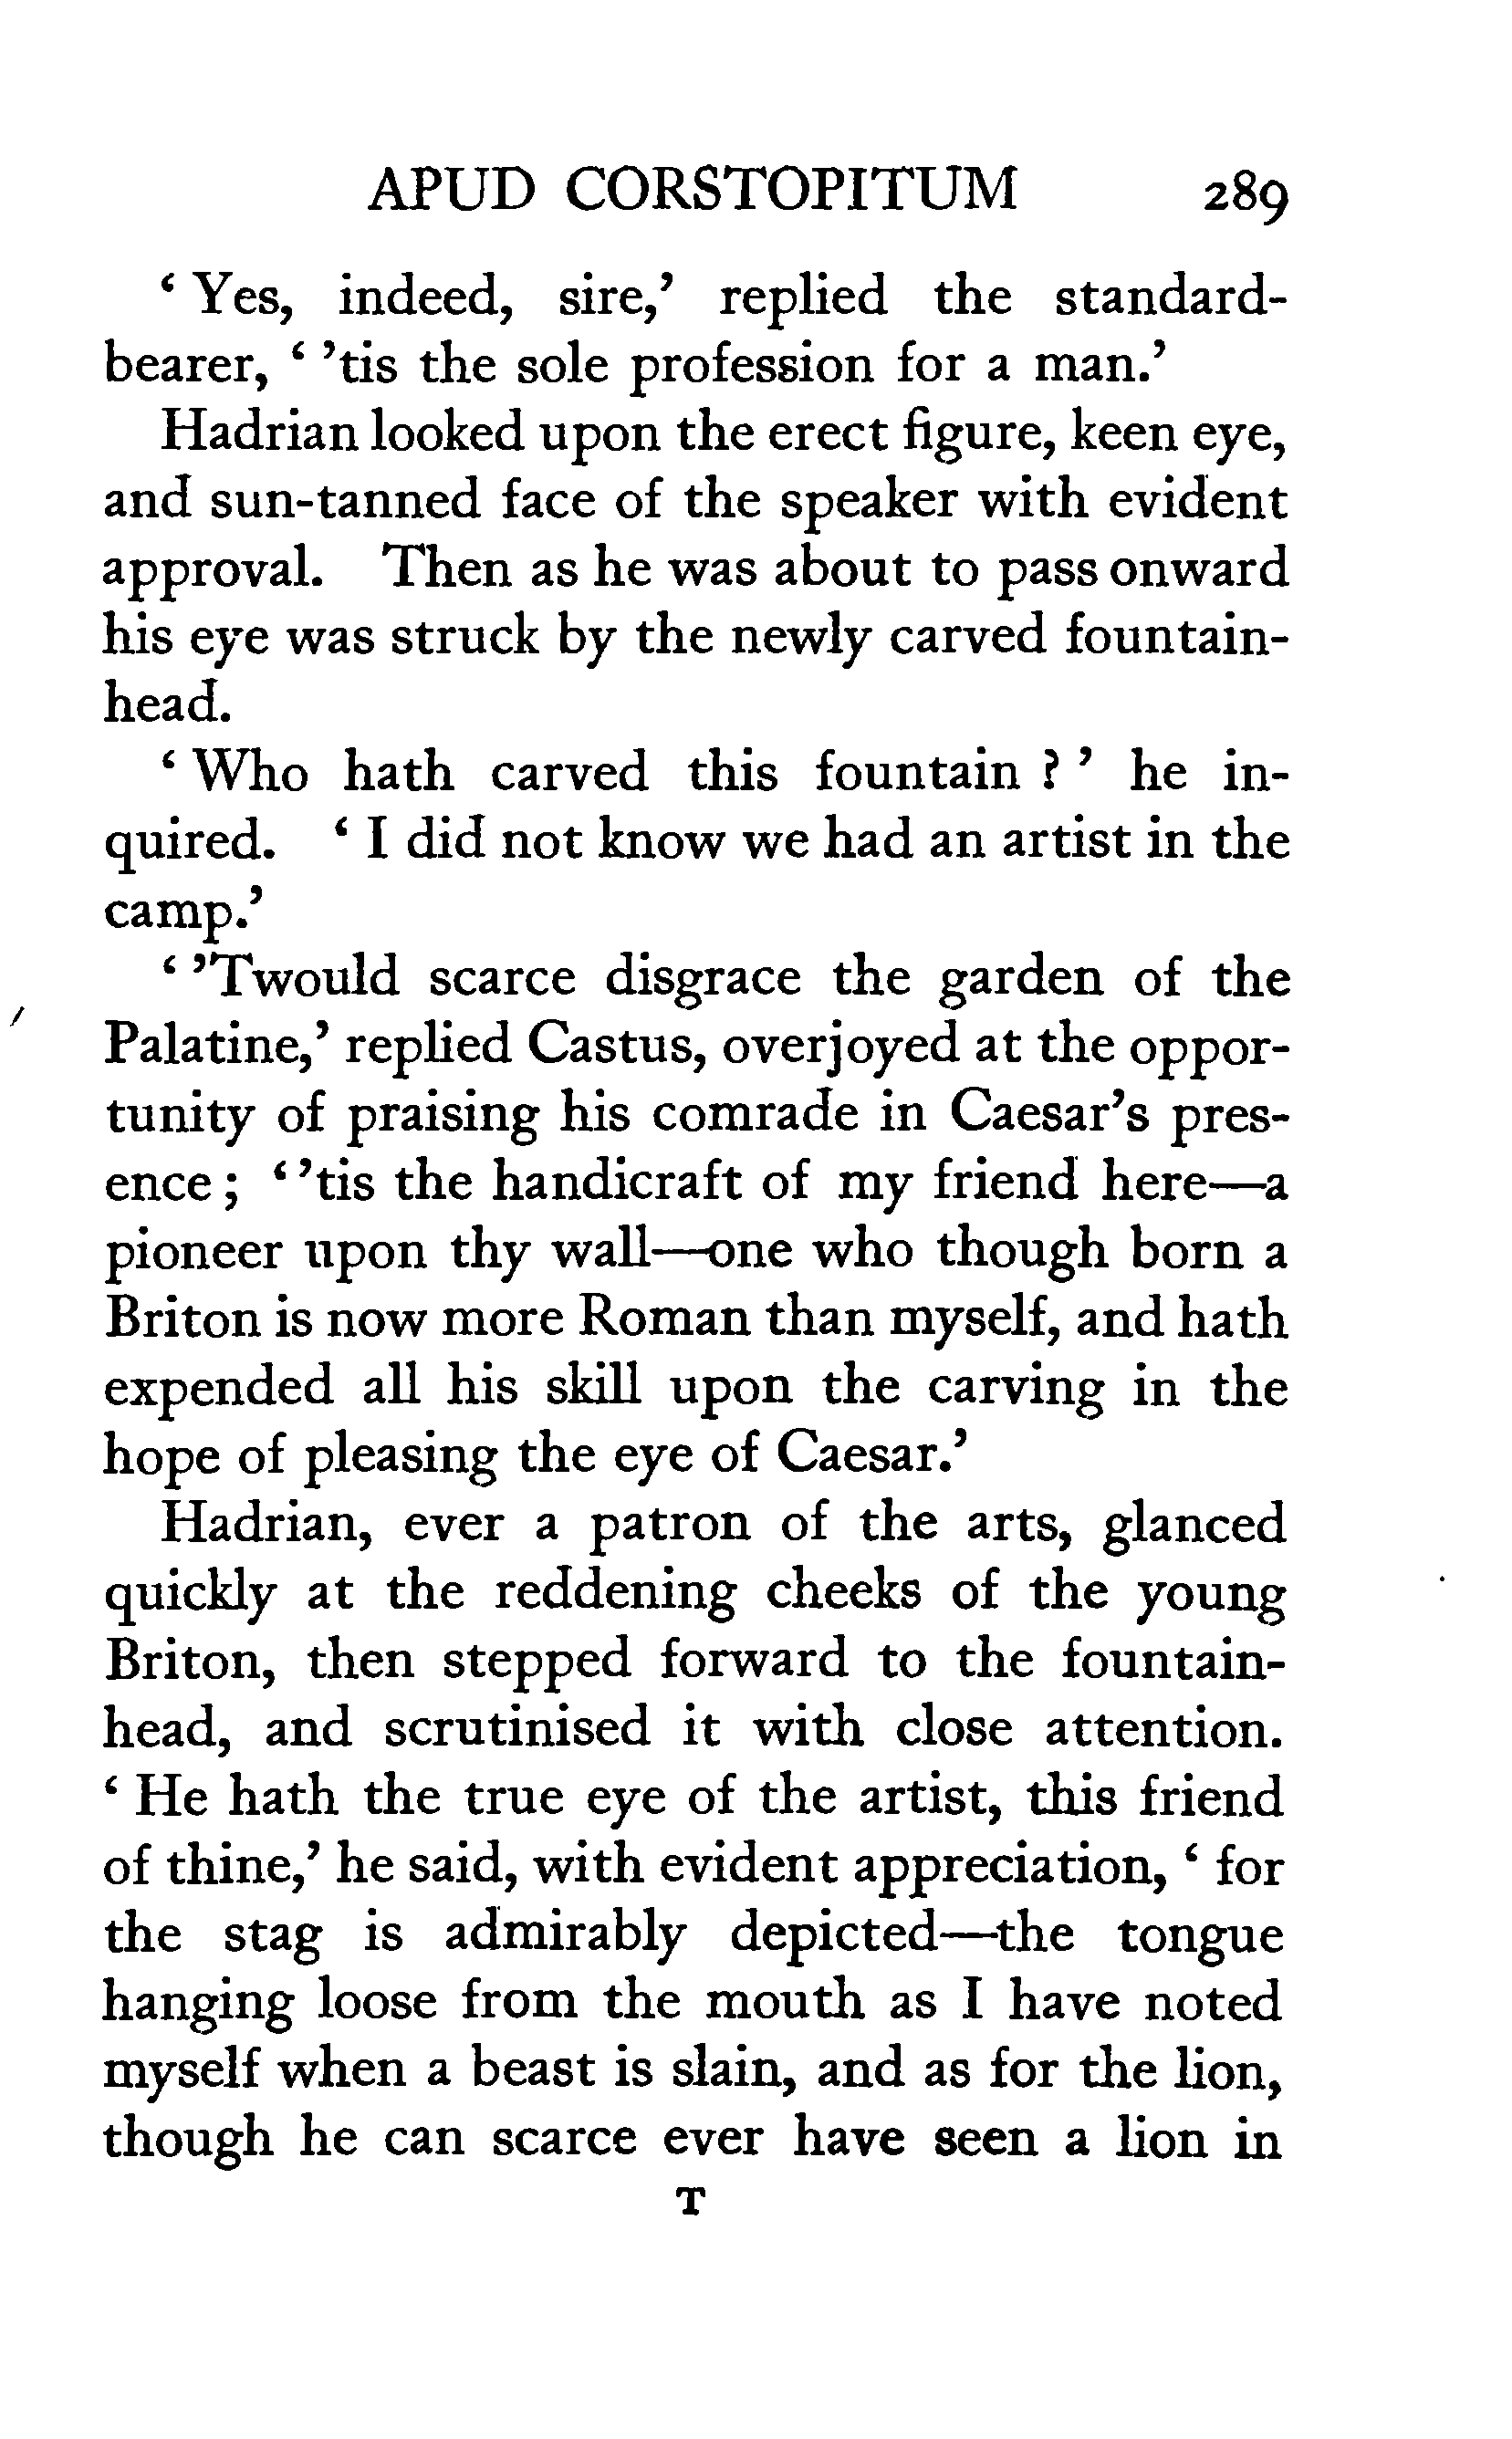 APUD CORSTOPITUM 289
‘ Yes, indeed, sire,’ replied the standard-
bearer, ‘ ’tis the sole profession for a man.’
Hadrian looked upon the erect figure, keen eye,
and sun-tanned face of the speaker with evident
approval. Then as he was about to pass onward
his eye was struck by the newly carved fountain-
head.
‘ Who hath carved this fountain ? ’ he in-
quired. ‘ I did not know we had an artist in the
camp.’
‘ ’Twould scarce disgrace the garden of the
Palatine,’ replied Castus, overjoyed at the oppor-
tunity of praising his comrade in Caesar’s pres-
ence ; ‘ ’tis the handicraft of my friend here—a
pioneer upon thy wall—one who though born a
Briton is now more Roman than myself, and hath
expended all his skill upon the carving in the
hope of pleasing the eye of Caesar.’
Hadrian, ever a patron of the arts, glanced
quickly at the reddening cheeks of the young
Briton, then stepped forward to the fountain-
head, and scrutinised it with close attention.
‘ He hath the true eye of the artist, this friend
of thine,’ he said, with evident appreciation, ‘ for
the stag is admirably depicted—the tongue
hanging loose from the mouth as I have noted
myself when a beast is slain, and as for the lion,
though he can scarce ever have seen a lion in
T